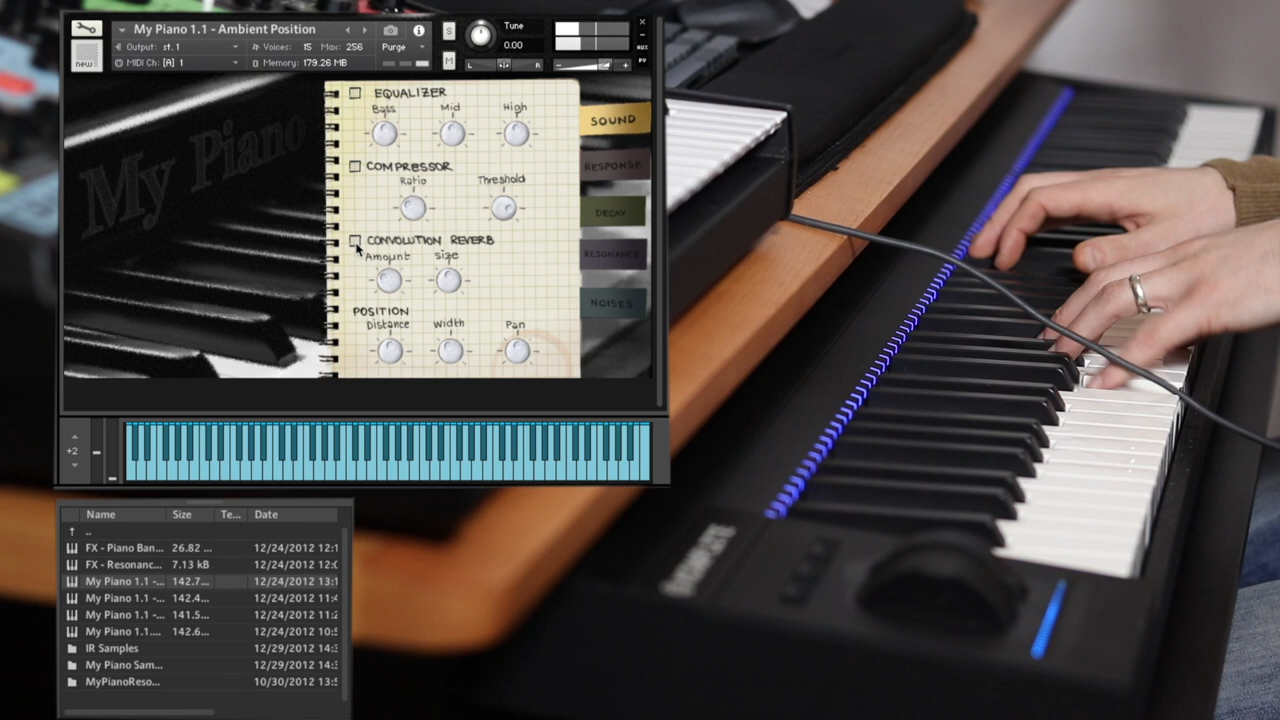 My Piano 1.1 - Ambient Position
Output: st. 1
Voices: 15 Max: 256
Purge
MIDI Ch: [A] 1
Memory: 179.26 MB
new:
S
M
Tune
0.00
L R
AUX
PV
My Piano
EQUALIZER
Bass Mid High
COMPRESSOR
Ratio Threshold
CONVOLUTION REVERB
Amount size
POSITION
Distance Width Pan
SOUND
RESPONSE
DECAY
RESONANCE
NOISES
+2
Name Size Te... Date
..
FX - Piano Ban... 26.82 ... 12/24/2012 12:1
FX - Resonanc... 7.13 kB 12/24/2012 12:0
My Piano 1.1 -... 142.7... 12/24/2012 13:1
My Piano 1.1 -... 142.4... 12/24/2012 11:4
My Piano 1.1 -... 141.5... 12/24/2012 11:2
My Piano 1.1.... 142.6... 12/24/2012 10:5
IR Samples 12/29/2012 14:3
My Piano Sam... 12/29/2012 14:3
MyPianoReso... 10/30/2012 13:5